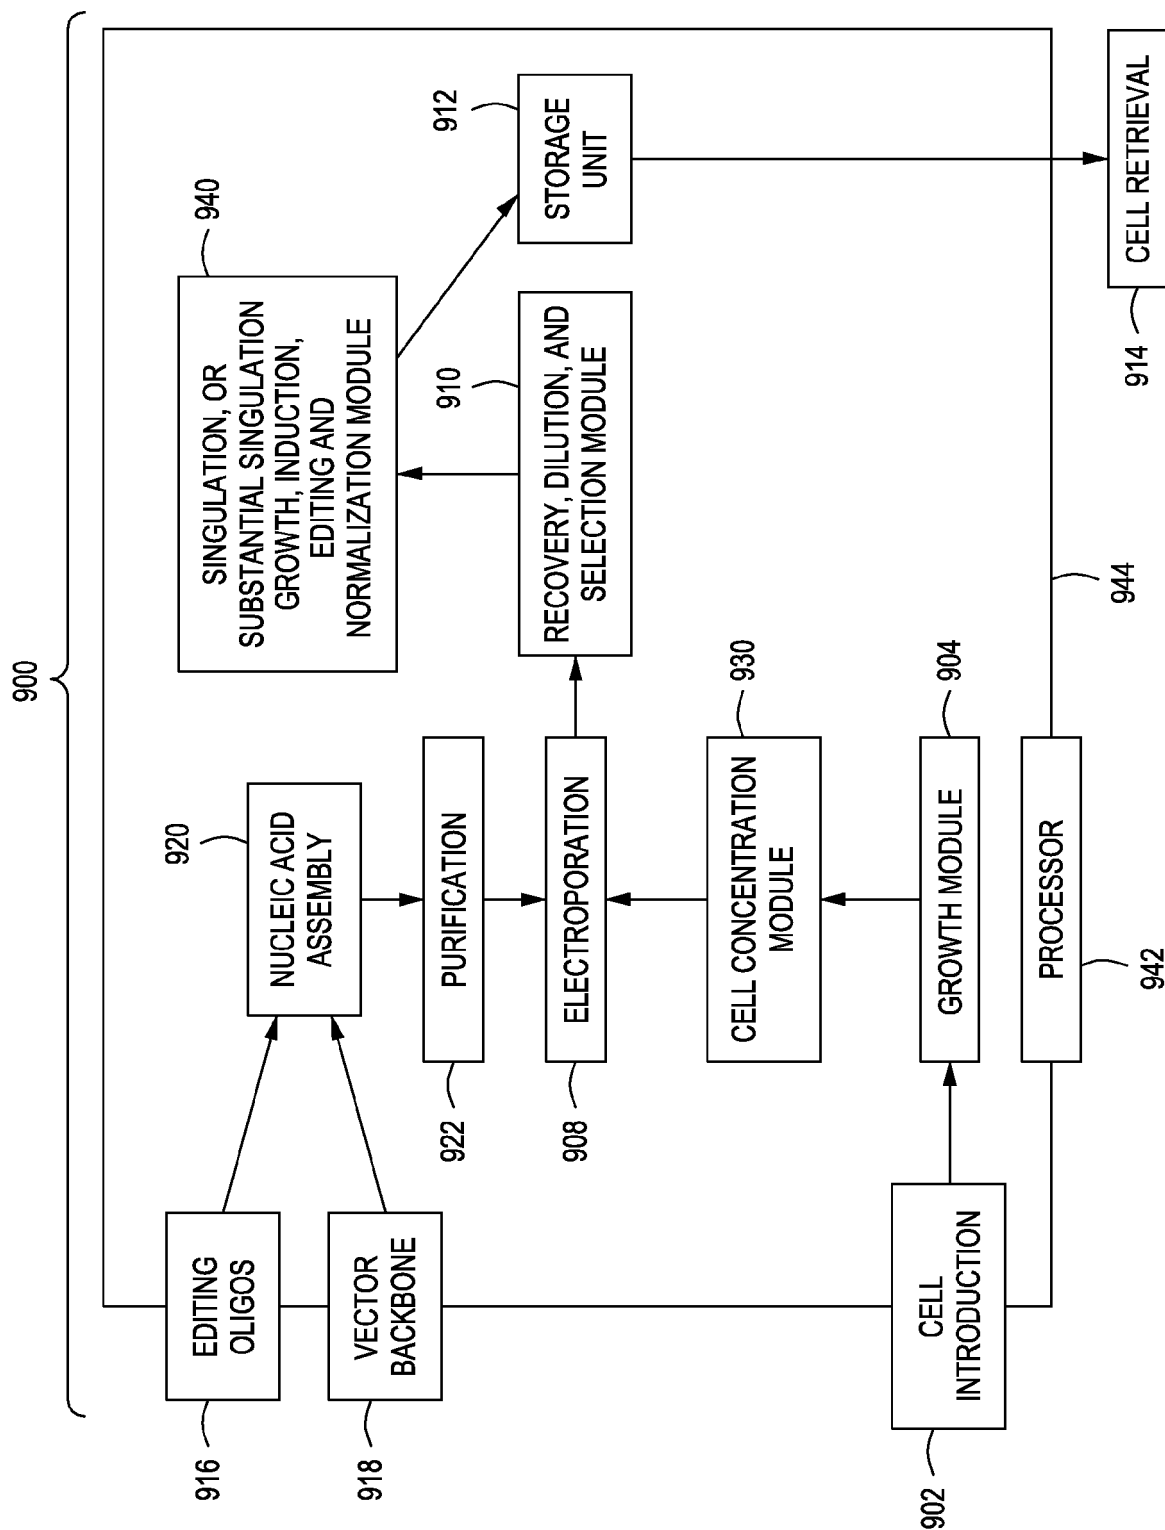 900
916
EDITING
OLIGOS
918
VECTOR
BACKBONE
920
NUCLEIC ACID
ASSEMBLY
922
PURIFICATION
908
ELECTROPORATION
930
CELL CONCENTRATION
MODULE
904
GROWTH MODULE
902
CELL
INTRODUCTION
942
PROCESSOR
944
940
SINGULATION, OR
SUBSTANTIAL SINGULATION
GROWTH, INDUCTION,
EDITING AND
NORMALIZATION MODULE
910
RECOVERY, DILUTION, AND
SELECTION MODULE
912
STORAGE
UNIT
914
CELL RETRIEVAL